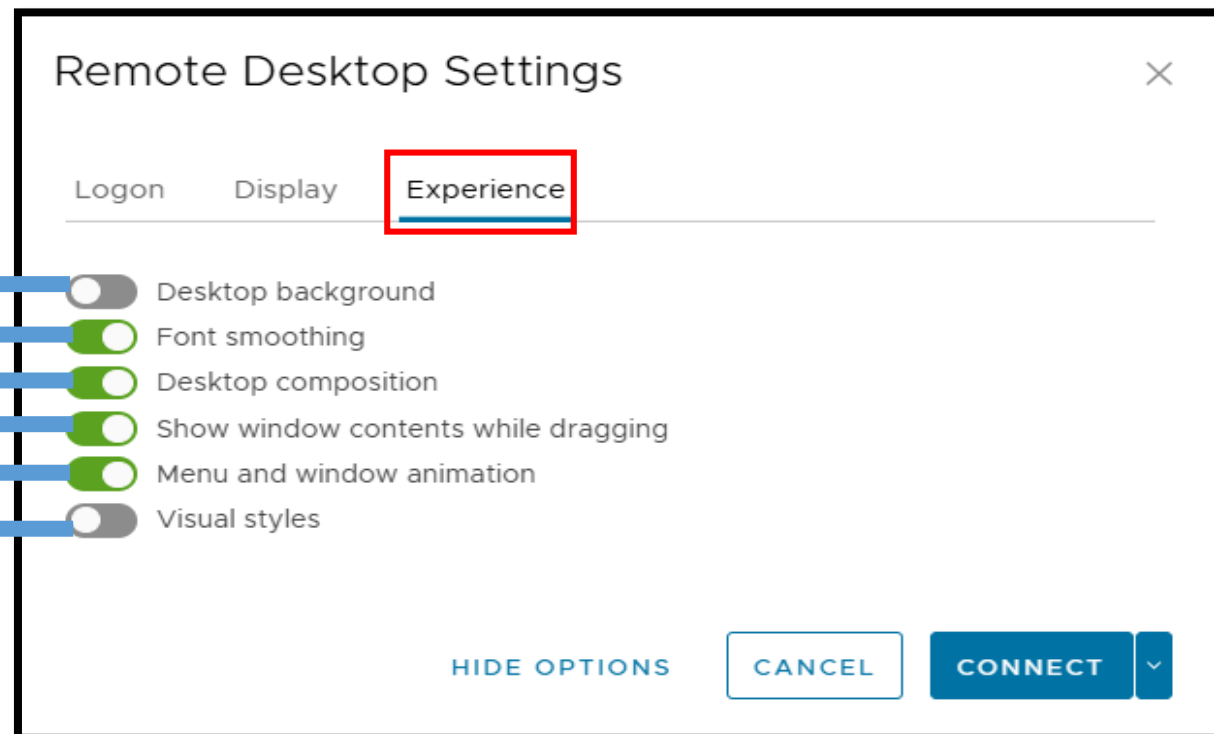 Remote Desktop Settings
Logon Display Experience
Desktop background
Font smoothing
Desktop composition
Show window contents while dragging
Menu and window animation
Visual styles
HIDE OPTIONS CANCEL CONNECT